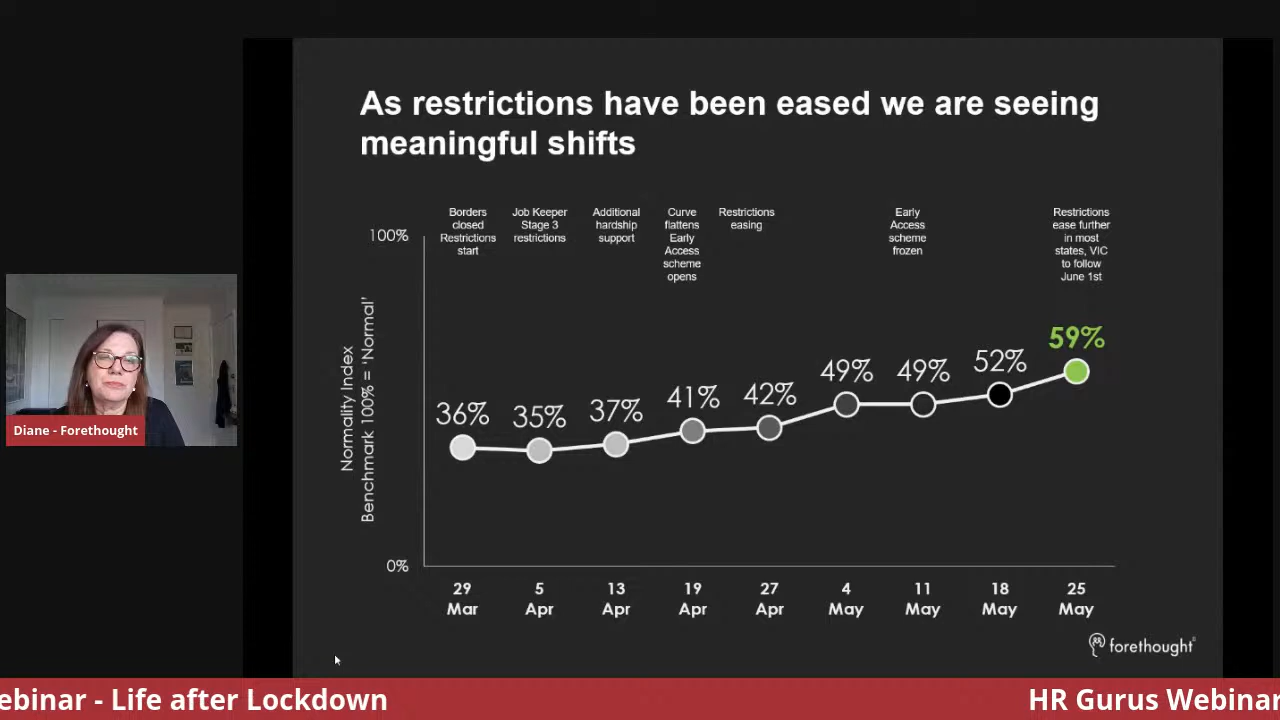 As restrictions have been eased we are seeing
meaningful shifts
Borders
closed
Restrictions
start
Job Keeper
Stage 3
restrictions
Additional
hardship
support
Curve
flattens
Early
Access
scheme
opens
Restrictions
easing
Early
Access
scheme
frozen
Restrictions
ease further
in most
states, VIC
to follow
June 1st
100%
0%
Normality Index
Benchmark 100% = 'Normal'
36%
35%
37%
41%
42%
49%
49%
52%
59%
29
Mar
5
Apr
13
Apr
19
Apr
27
Apr
4
May
11
May
18
May
25
May
forethought
Diane - Forethought
ebinar - Life after Lockdown
HR Gurus Webinar